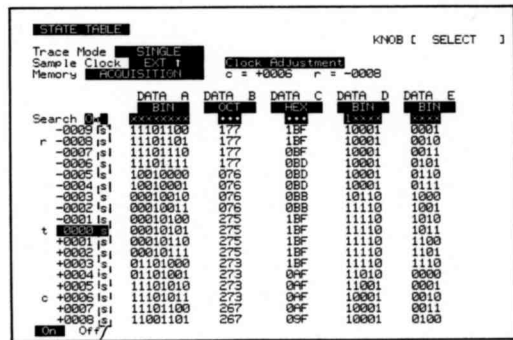 STATE TABLE
KNOB [ SELECT ]
Trace Mode SINGLE
Sample Clock EXT ↑ Clock Adjustment
Memory ACQUISITION c = +0006 r = -0008
DATA A DATA B DATA C DATA D DATA E
BIN OCT HEX BIN BIN
Search On xxxxxxxx
-0009 s 11101100 177 1BF 10001 0001
r -0008 s 11101101 177 1BF 10001 0010
-0007 s 11101110 177 0BF 10001 0011
-0006 s 11101111 177 0BD 10001 0101
-0005 s 10010000 076 0BD 10001 0110
-0004 s 10010001 076 0BD 10001 0111
-0003 s 00010010 076 0BB 10110 1000
-0002 s 00010011 076 0BB 11110 1001
-0001 s 00010100 275 1BF 11110 1010
t 0000 s 00010101 275 1BF 11110 1011
+0001 s 00010110 275 1BF 11110 1100
+0002 s 00010111 275 1BF 11110 1101
+0003 s 01101000 273 1BF 11110 1110
+0004 s 01101001 273 0AF 11010 0000
+0005 s 11101010 273 0AF 11001 0001
c +0006 s 11101011 273 0AF 10001 0010
+0007 s 11101100 267 0AF 10001 0011
+0008 s 11001101 267 09F 10001 0100
On Off